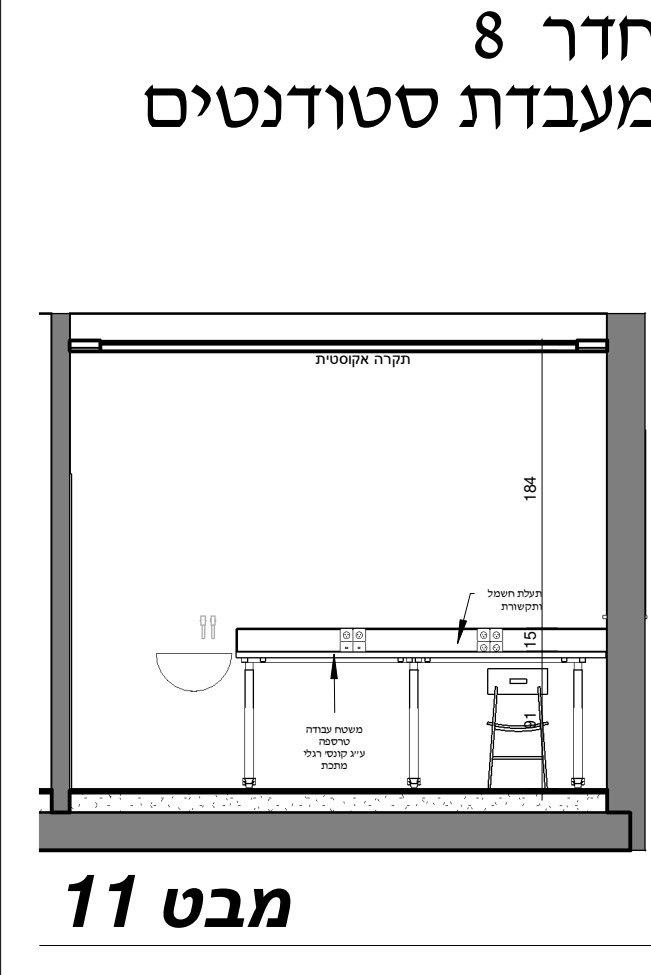 חדר 8
מעבדת סטודנטים
תקרה אקוסטית
184
תעלת חשמל
ותקשורת
15
91
משטח עבודה
טרספה
ע״ג קונסי רגלי
מתכת
מבט 11